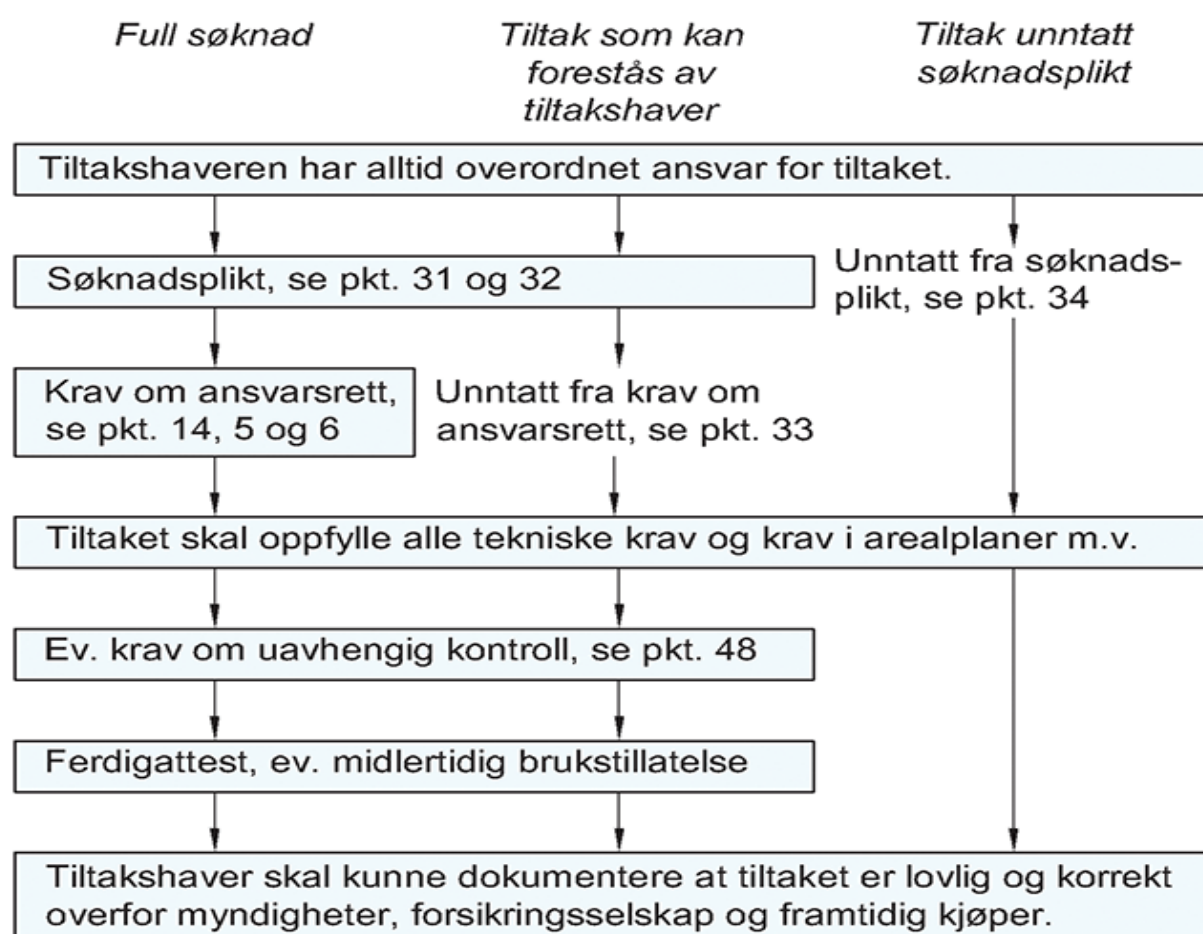 Full søknad
Tiltak som kan
forestås av
tiltakshaver
Tiltak unntatt
søknadsplikt
Tiltakshaveren har alltid overordnet ansvar for tiltaket.
Søknadsplikt, se pkt. 31 og 32
Unntatt fra søknads-
plikt, se pkt. 34
Krav om ansvarsrett,
se pkt. 14, 5 og 6
Unntatt fra krav om
ansvarsrett, se pkt. 33
Tiltaket skal oppfylle alle tekniske krav og krav i arealplaner m.v.
Ev. krav om uavhengig kontroll, se pkt. 48
Ferdigattest, ev. midlertidig brukstillatelse
Tiltakshaver skal kunne dokumentere at tiltaket er lovlig og korrekt
overfor myndigheter, forsikringsselskap og framtidig kjøper.